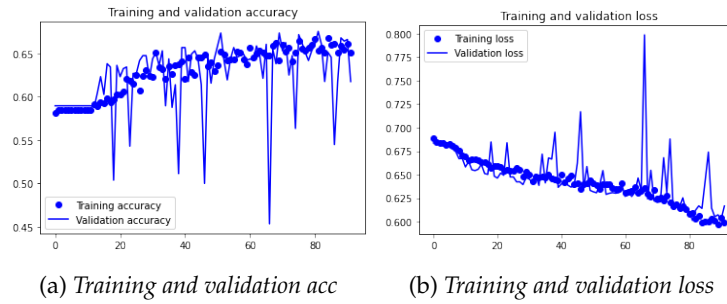 Training and validation accuracy
0.65
0.60
0.55
0.50
0.45
Training accuracy
Validation accuracy
0 20 40 60 80
(a) Training and validation acc
Training and validation loss
0.800
0.775
0.750
0.725
0.700
0.675
0.650
0.625
0.600
Training loss
Validation loss
0 20 40 60 80
(b) Training and validation loss